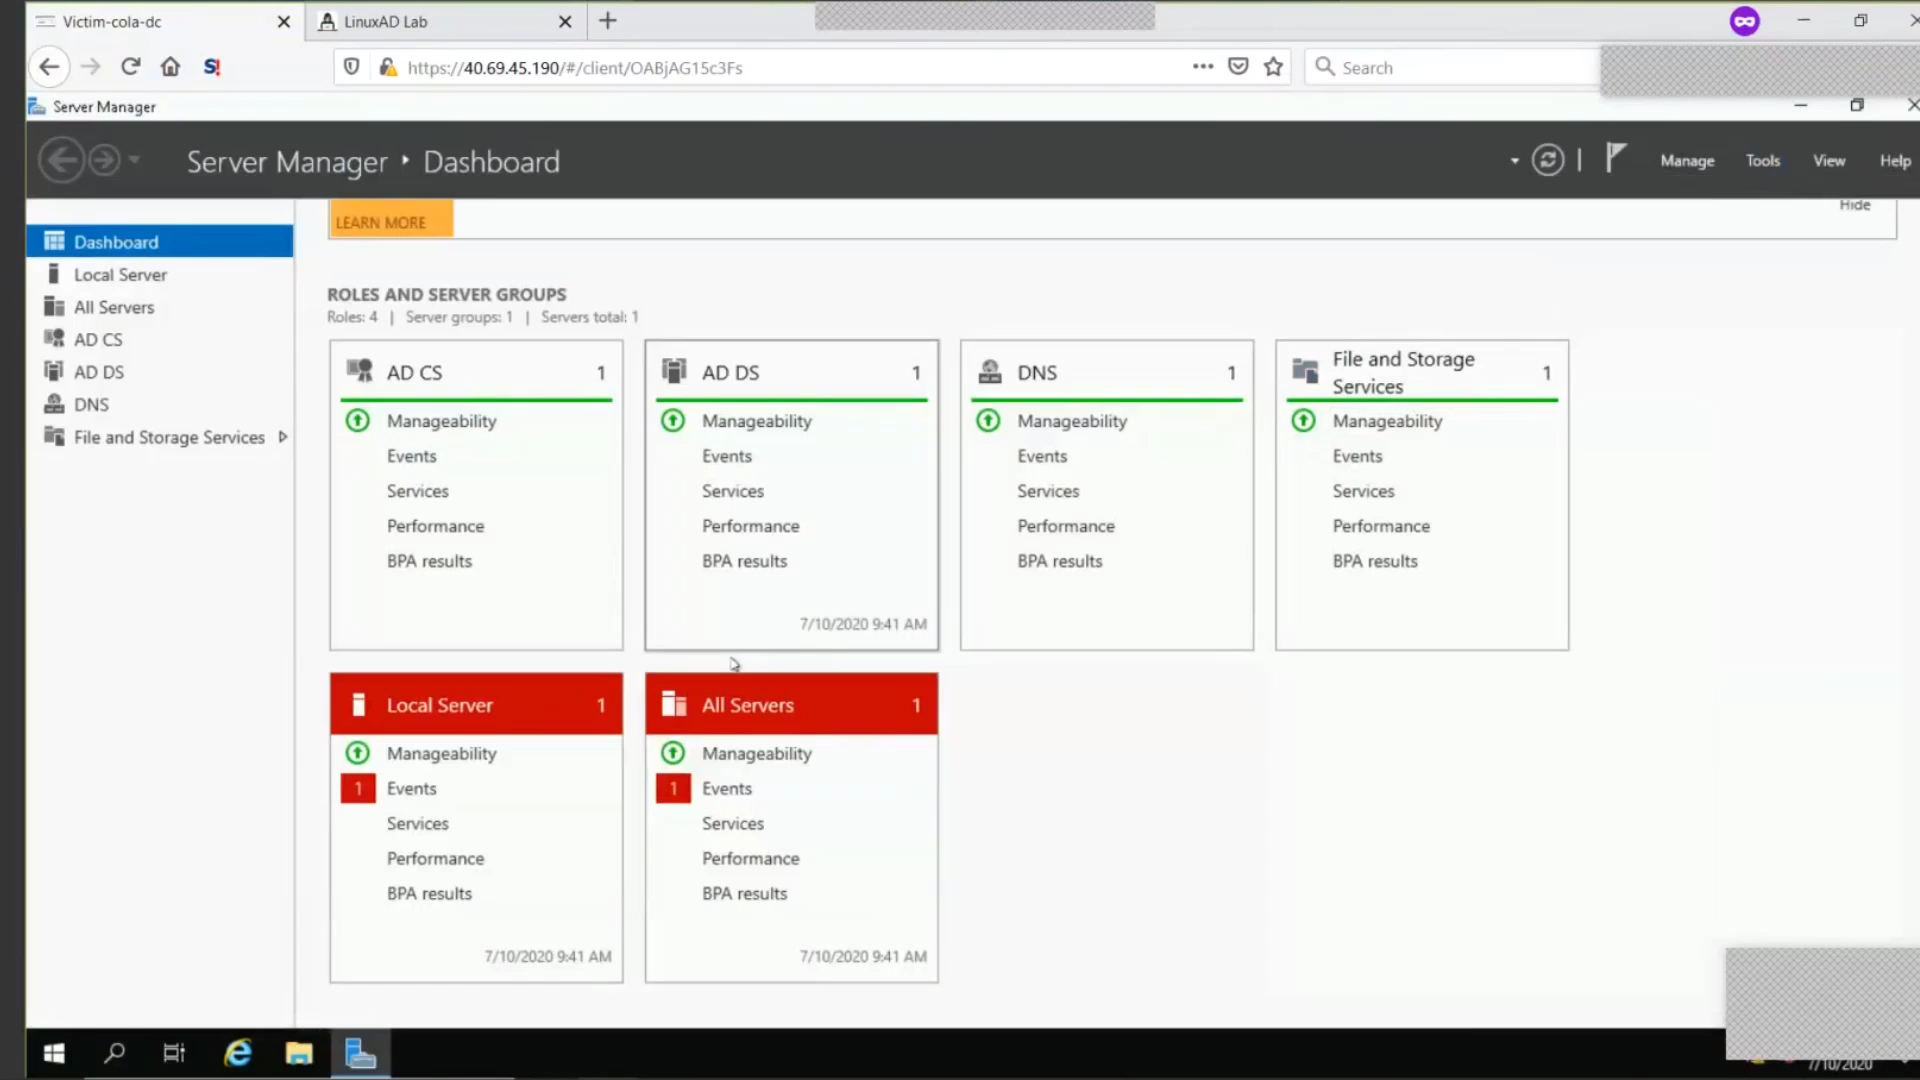 Victim-cola-dc
LinuxAD Lab
S!
https://40.69.45.190/#/client/OABjAG15c3Fs
Search
Server Manager
Server Manager
Dashboard
Manage
Tools
View
Help
Dashboard
Local Server
All Servers
AD CS
AD DS
DNS
File and Storage Services
LEARN MORE
Hide
ROLES AND SERVER GROUPS
Roles: 4 | Server groups: 1 | Servers total: 1
AD CS 1
Manageability
Events
Services
Performance
BPA results
AD DS 1
Manageability
Events
Services
Performance
BPA results
7/10/2020 9:41 AM
DNS 1
Manageability
Events
Services
Performance
BPA results
File and Storage
Services 1
Manageability
Events
Services
Performance
BPA results
Local Server 1
Manageability
1 Events
Services
Performance
BPA results
7/10/2020 9:41 AM
All Servers 1
Manageability
1 Events
Services
Performance
BPA results
7/10/2020 9:41 AM
7/10/2020